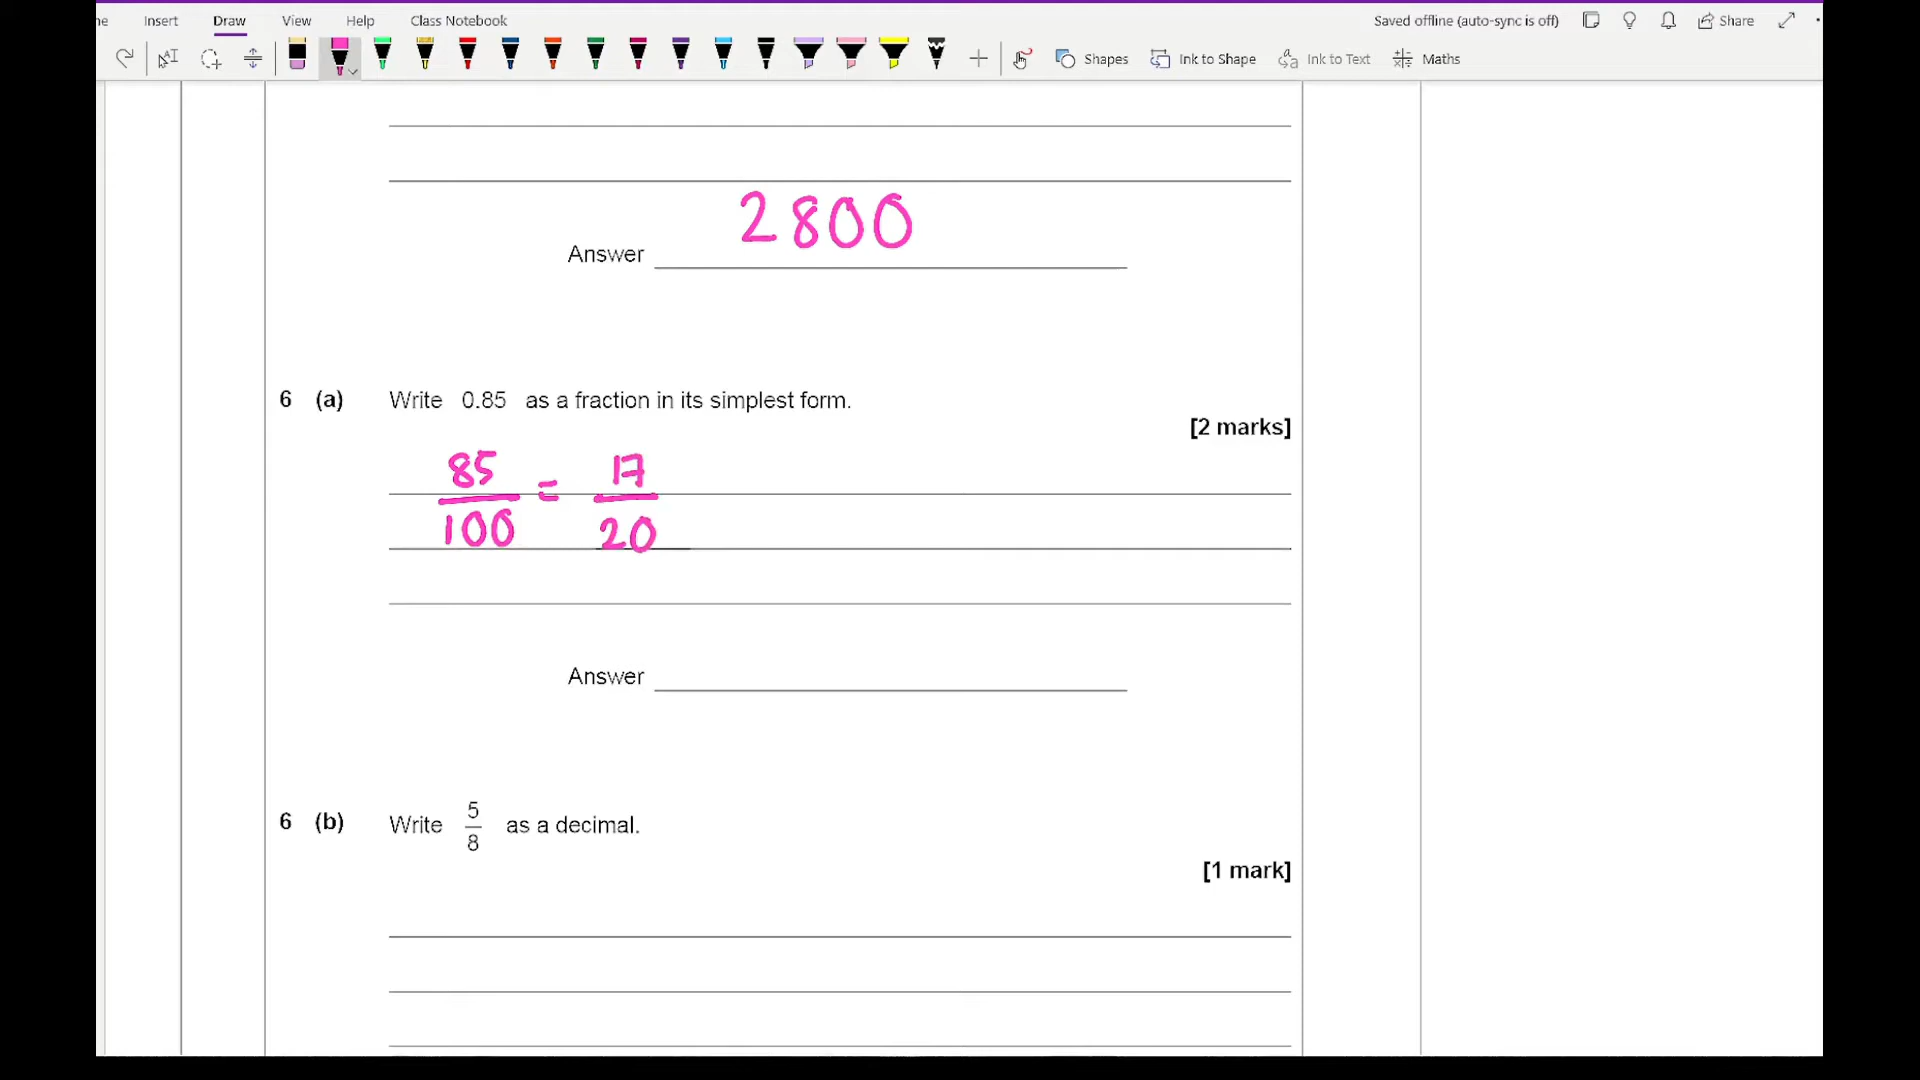 Insert Draw View Help Class Notebook Saved offline (auto-sync is off) Share
Shapes Ink to Shape Ink to Text Maths
2800
Answer
6 (a) Write 0.85 as a fraction in its simplest form.
[2 marks]
85/100 = 17/20
Answer
6 (b) Write 5/8 as a decimal.
[1 mark]